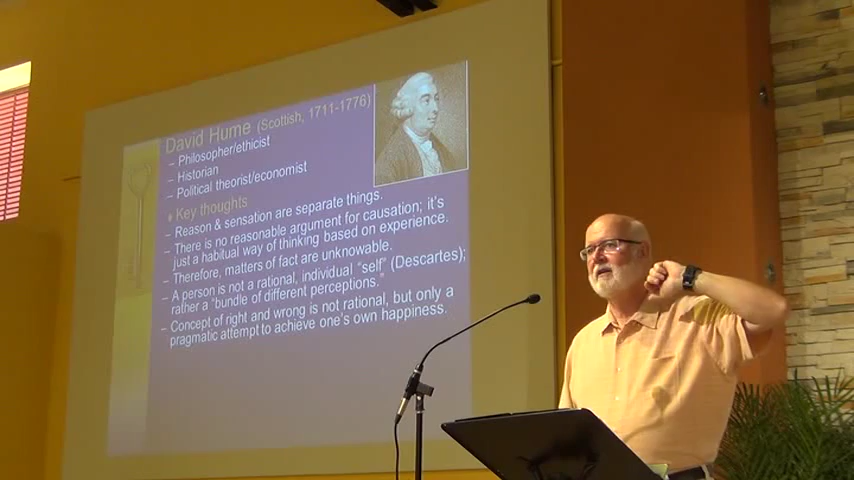 David Hume (Scottish, 1711-1776)
– Philosopher/ethicist
– Historian
– Political theorist/economist
♦ Key thoughts
– Reason & sensation are separate things.
– There is no reasonable argument for causation; it's
just a habitual way of thinking based on experience.
– Therefore, matters of fact are unknowable.
– A person is not a rational, individual “self” (Descartes);
rather a “bundle of different perceptions.”
– Concept of right and wrong is not rational, but only a
pragmatic attempt to achieve one's own happiness.